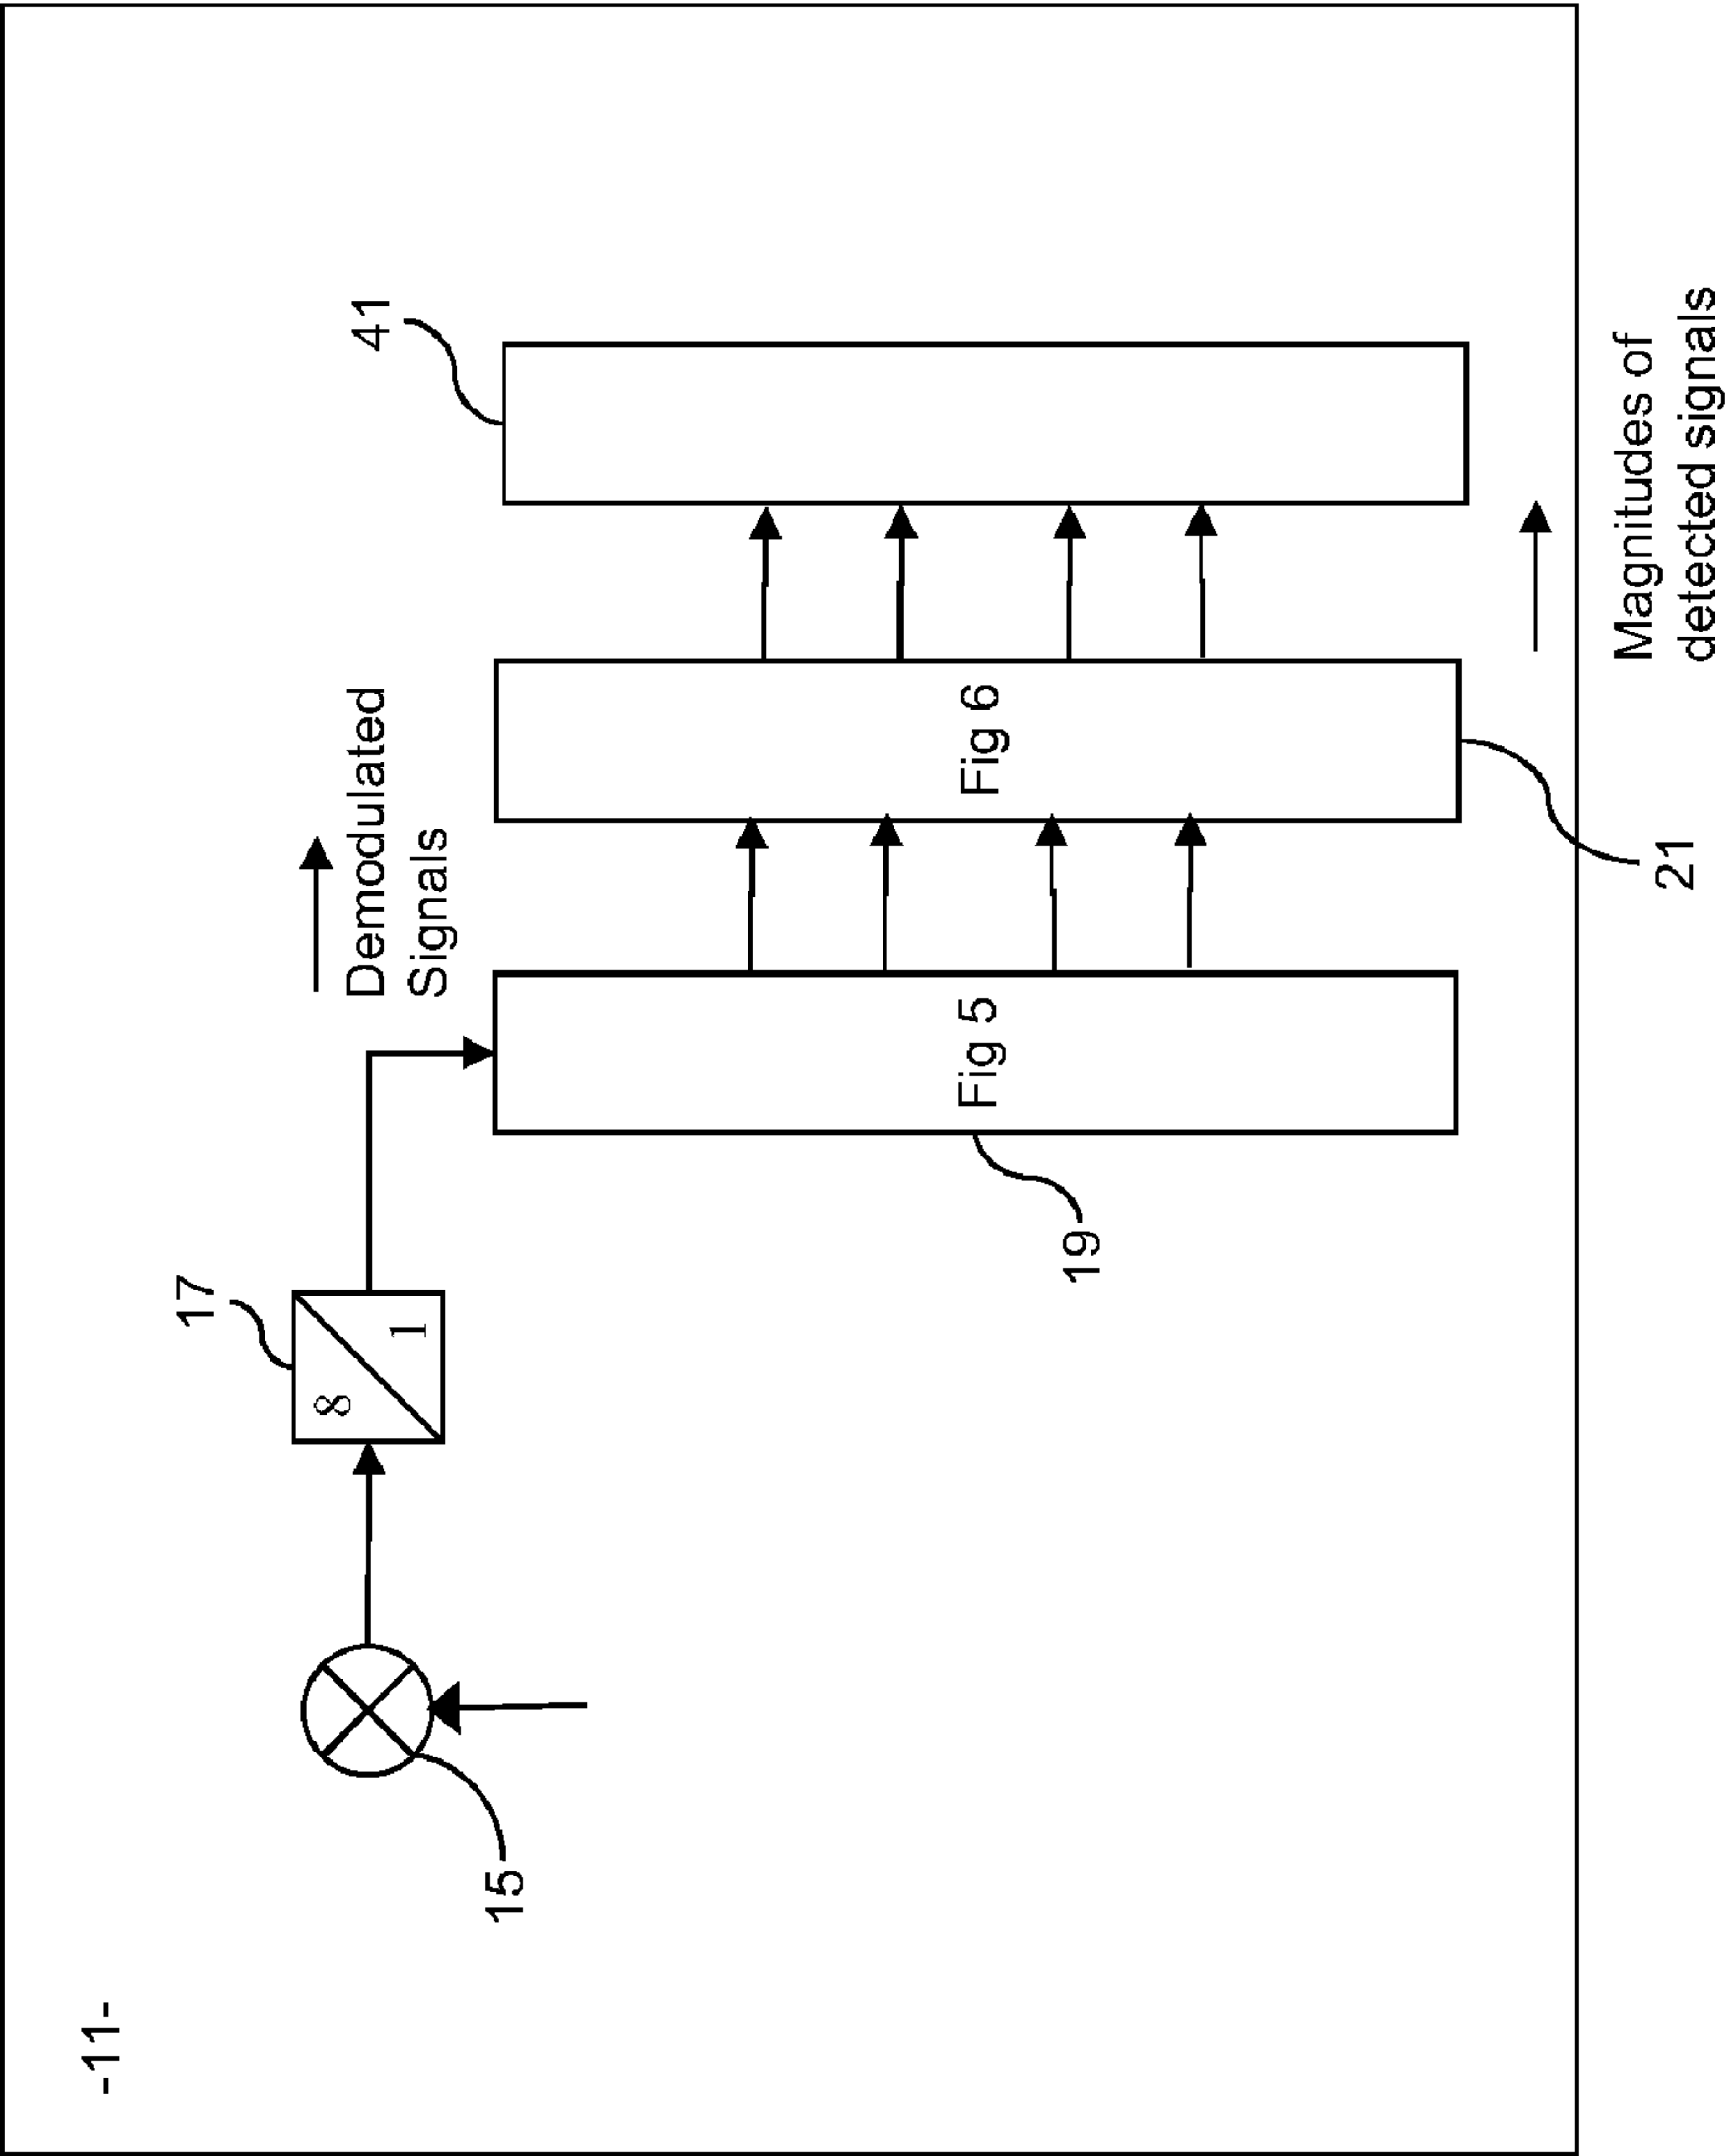 -11-
15
17
8
1
19
Fig 5
Demodulated
Signals
Fig 6
21
41
Magnitudes of
detected signals